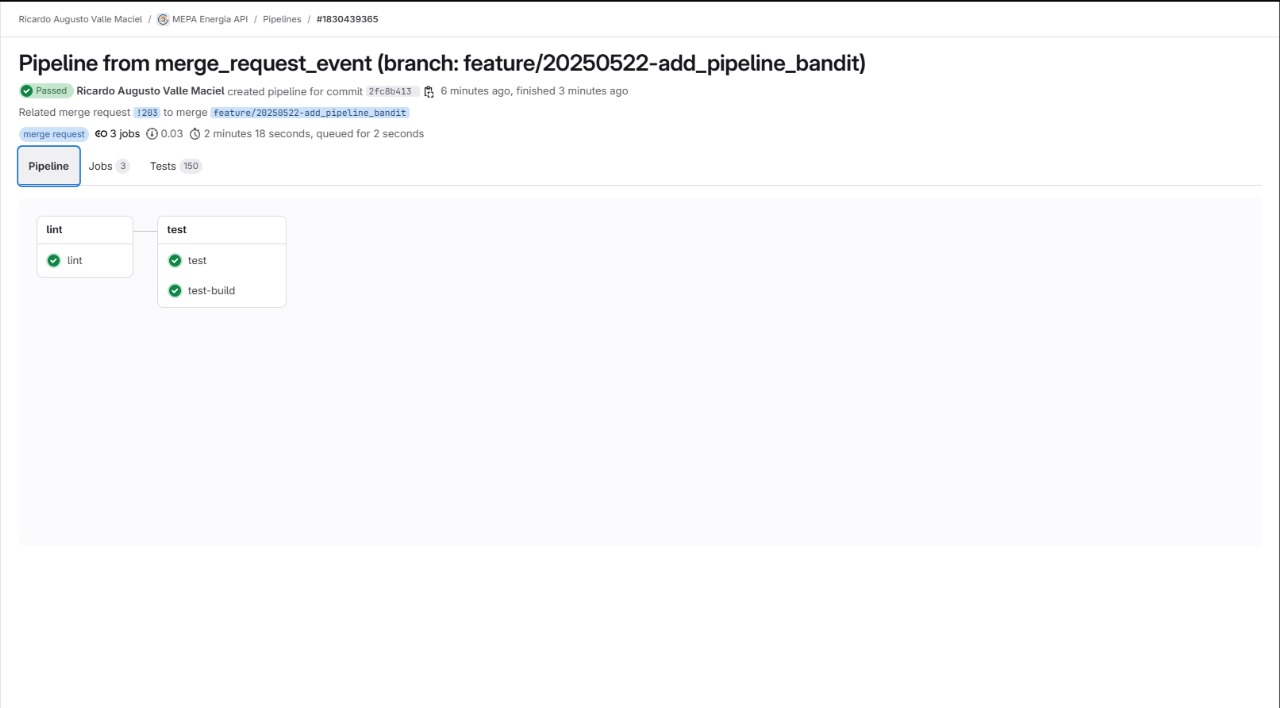 Ricardo Augusto Valle Maciel / MEPA Energia API / Pipelines / #1830439365
Pipeline from merge_request_event (branch: feature/20250522-add_pipeline_bandit)
Passed Ricardo Augusto Valle Maciel created pipeline for commit 2fc8b413 6 minutes ago, finished 3 minutes ago
Related merge request !203 to merge feature/20250522-add_pipeline_bandit
merge request 3 jobs 0.03 2 minutes 18 seconds, queued for 2 seconds
Pipeline Jobs 3 Tests 150
lint
lint
test
test
test-build